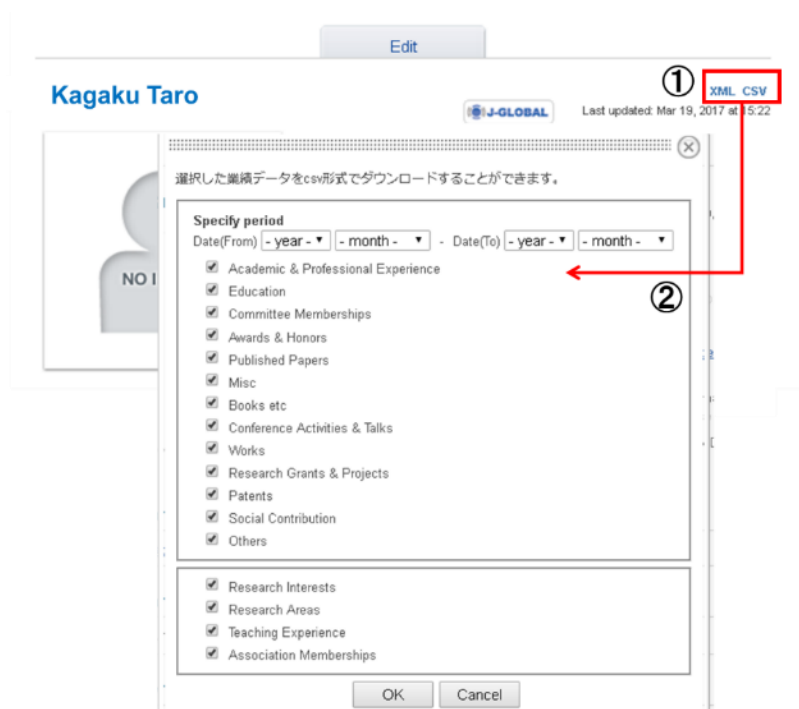 Edit
①
XML CSV
Kagaku Taro
J-GLOBAL
Last updated: Mar 19, 2017 at 15:22
選択した業績データをcsv形式でダウンロードすることができます。
Specify period
Date(From) - year - ▼ - month - ▼ - Date(To) - year - ▼ - month - ▼
Academic & Professional Experience
②
Education
Committee Memberships
Awards & Honors
Published Papers
Misc
Books etc
Conference Activities & Talks
Works
Research Grants & Projects
Patents
Social Contribution
Others
Research Interests
Research Areas
Teaching Experience
Association Memberships
OK Cancel
NO I